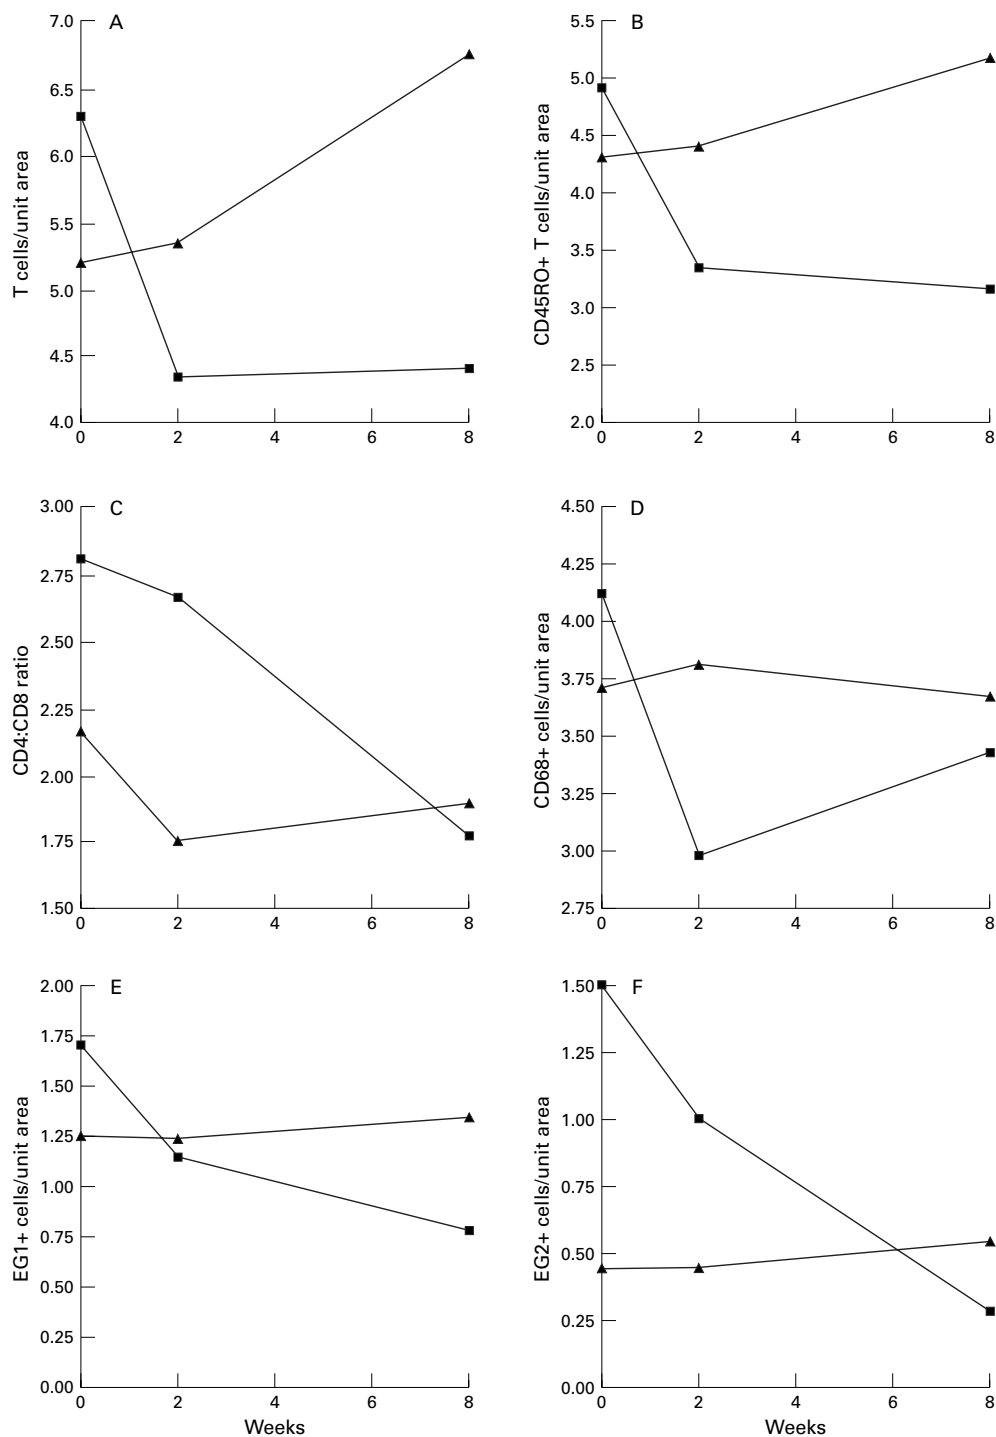 A
7.0
6.5
6.0
5.5
5.0
4.5
4.0
T cells/unit area
0 2 4 6 8
B
5.5
5.0
4.5
4.0
3.5
3.0
2.5
2.0
CD45RO+ T cells/unit area
0 2 4 6 8
C
3.00
2.75
2.50
2.25
2.00
1.75
1.50
CD4:CD8 ratio
0 2 4 6 8
D
4.50
4.25
4.00
3.75
3.50
3.25
3.00
2.75
CD68+ cells/unit area
0 2 4 6 8
E
2.00
1.75
1.50
1.25
1.00
0.75
0.50
0.25
0.00
EG1+ cells/unit area
0 2 4 6 8
Weeks
F
1.50
1.25
1.00
0.75
0.50
0.25
0.00
EG2+ cells/unit area
0 2 4 6 8
Weeks